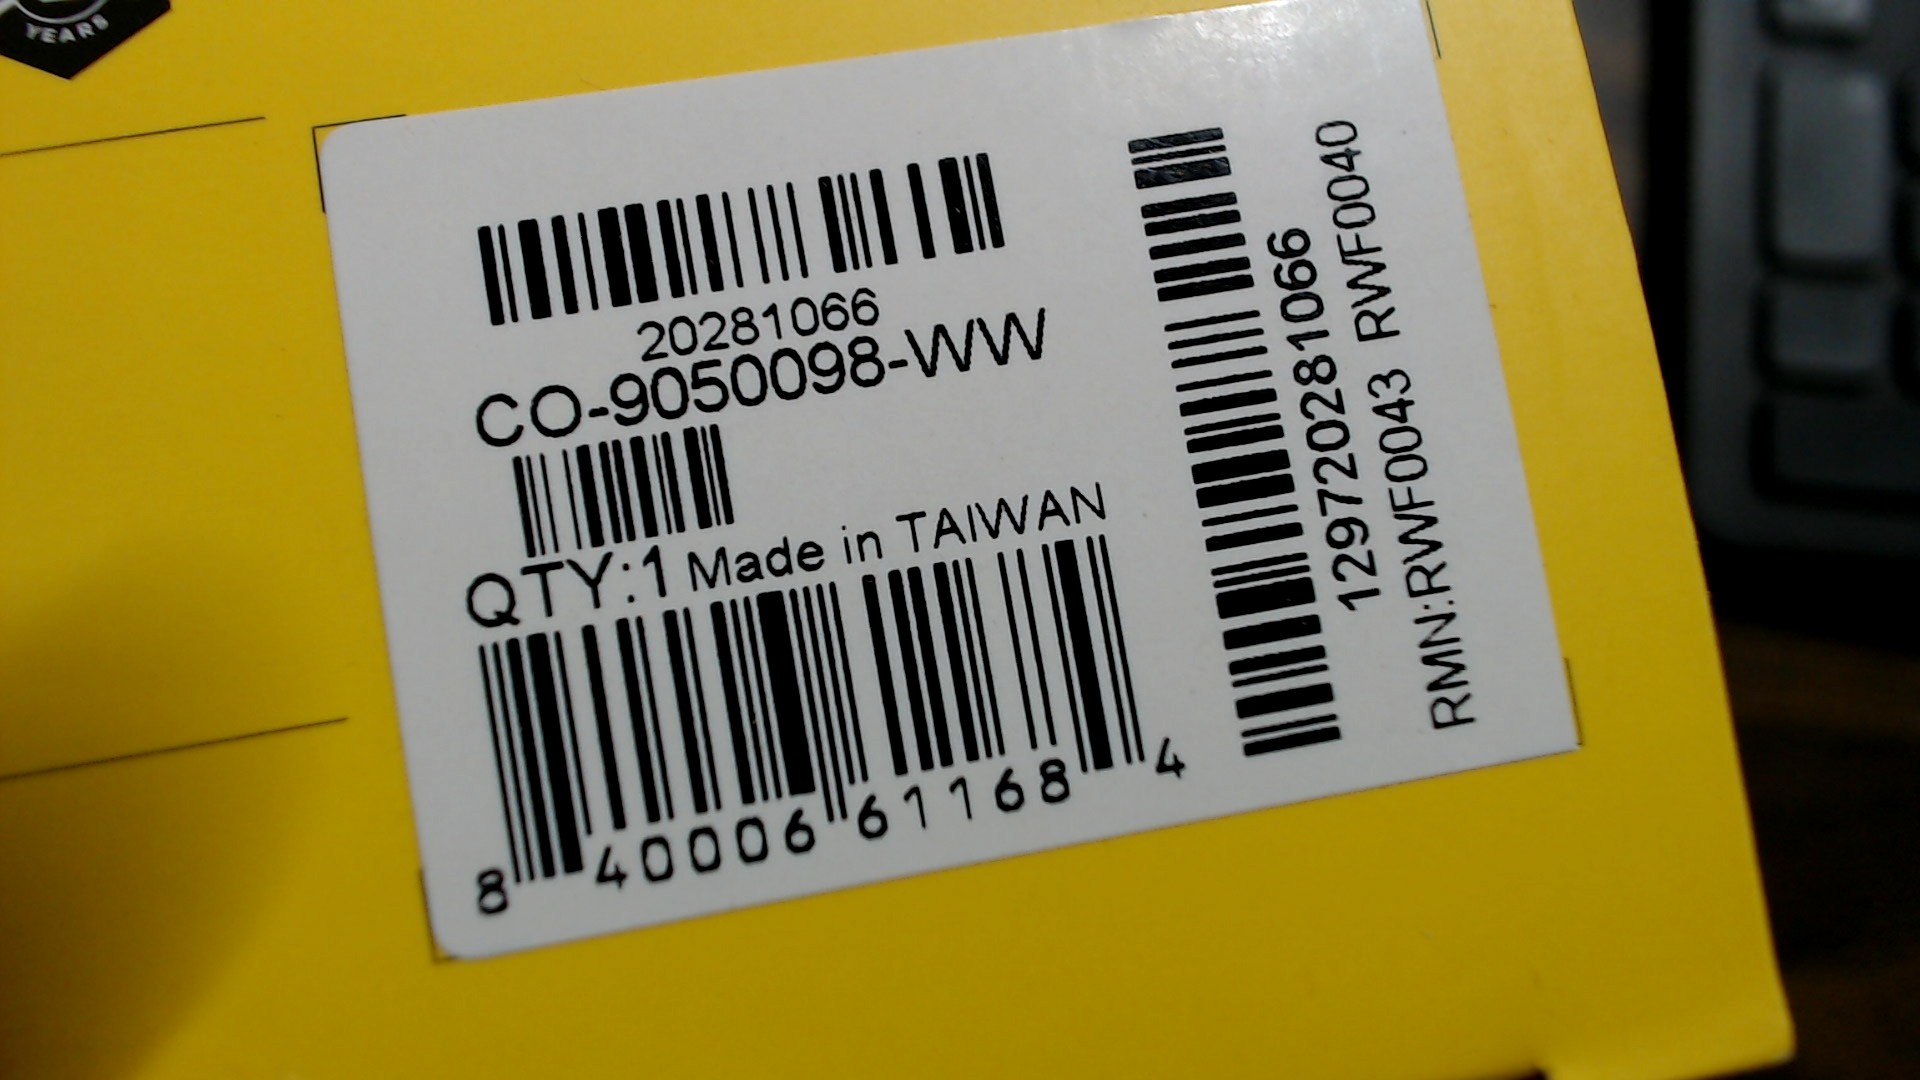 YEARS
20281066
CO-9050098-WW
QTY:1 Made in TAIWAN
8 40006 61168 4
129720281066
RMN:RWF0043 RWF0040